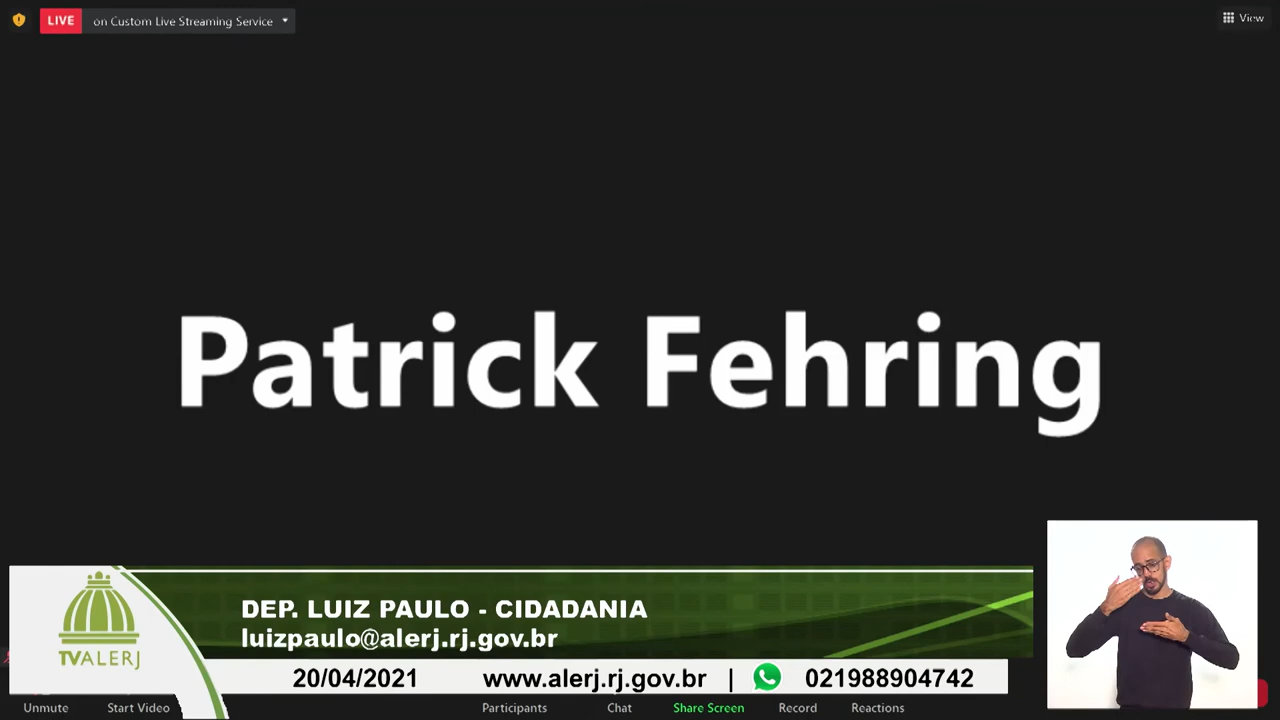 LIVE on Custom Live Streaming Service
View
Patrick Fehring
DEP. LUIZ PAULO - CIDADANIA
luizpaulo@alerj.rj.gov.br
TVALERJ
20/04/2021 www.alerj.rj.gov.br | 021988904742
Unmute Start Video Participants Chat Share Screen Record Reactions